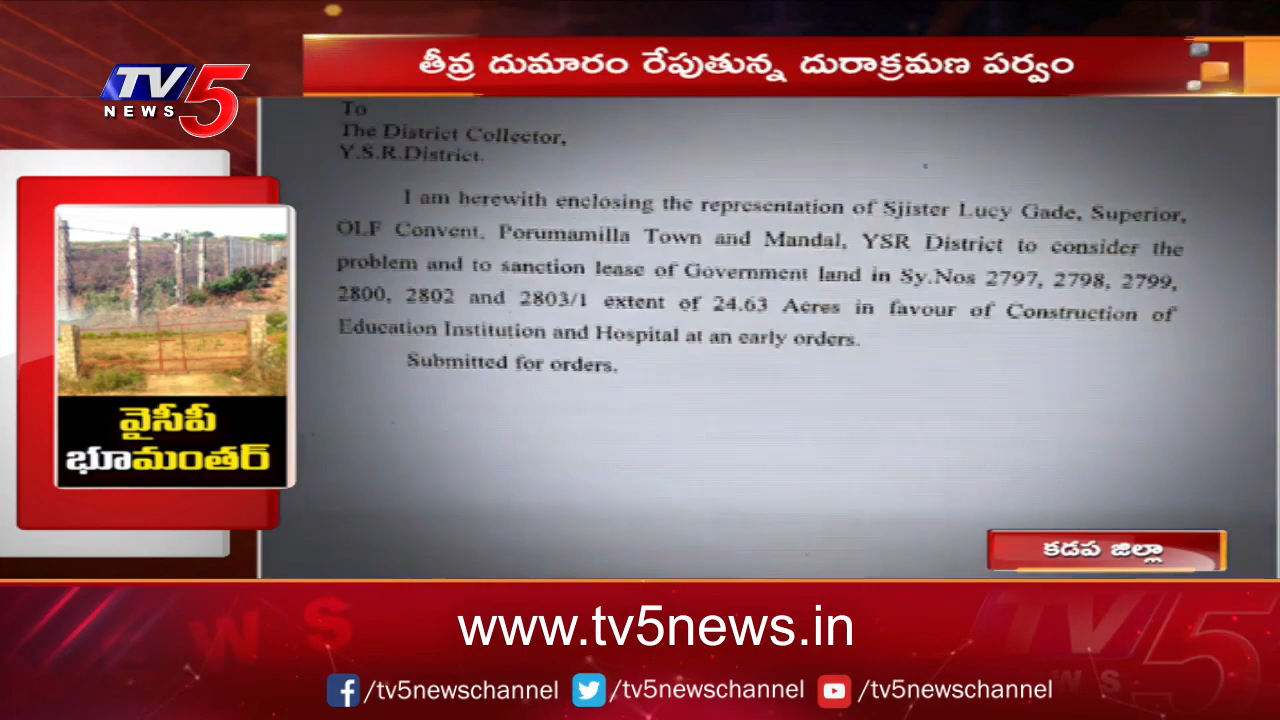 తీవ్ర దుమారం రేపుతున్న దురాక్రమణ పర్వం
TV5
NEWS
To
The District Collector,
Y.S.R.District.
I am herewith enclosing the representation of Sjister Lucy Gade, Superior,
OLF Convent, Porumamilla Town and Mandal, YSR District to consider the
problem and to sanction lease of Government land in Sy.Nos 2797, 2798, 2799,
2800, 2802 and 2803/1 extent of 24.63 Acres in favour of Construction of
Education Institution and Hospital at an early orders.
Submitted for orders.
వైసీపీ
భూమంతర్
కడప జిల్లా
www.tv5news.in
/tv5newschannel /tv5newschannel /tv5newschannel